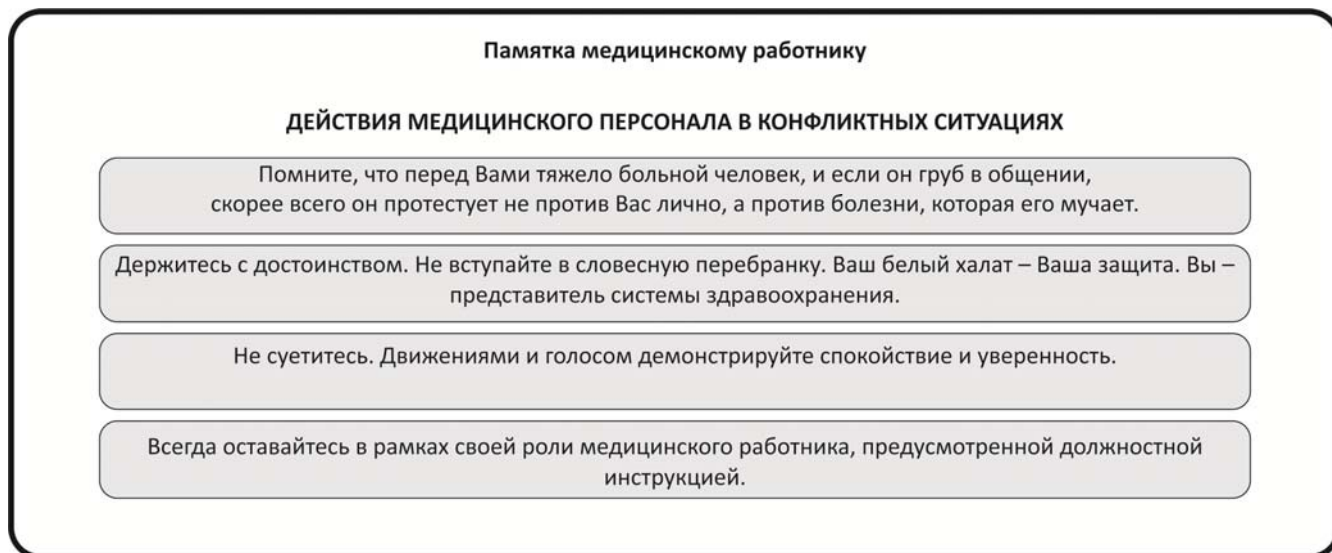 Памятка медицинскому работнику
ДЕЙСТВИЯ МЕДИЦИНСКОГО ПЕРСОНАЛА В КОНФЛИКТНЫХ СИТУАЦИЯХ
Помните, что перед Вами тяжело больной человек, и если он груб в общении,
скорее всего он протестует не против Вас лично, а против болезни, которая его мучает.
Держитесь с достоинством. Не вступайте в словесную перебранку. Ваш белый халат – Ваша защита. Вы –
представитель системы здравоохранения.
Не суетитесь. Движениями и голосом демонстрируйте спокойствие и уверенность.
Всегда оставайтесь в рамках своей роли медицинского работника, предусмотренной должностной
инструкцией.